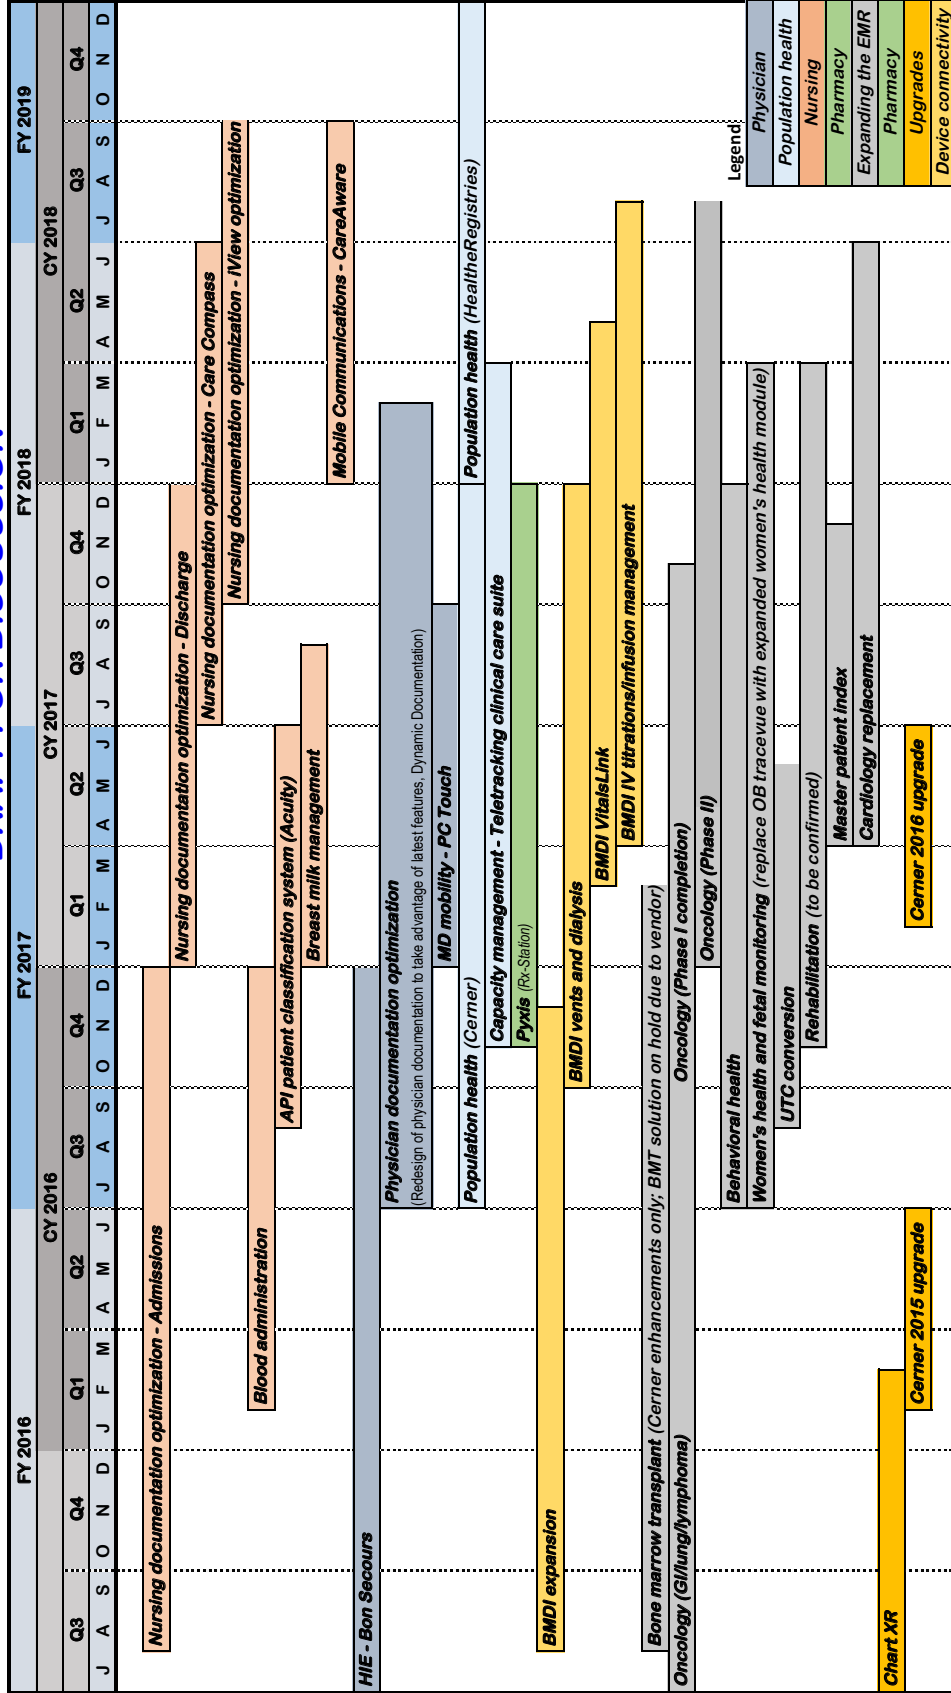 FY 2016 FY 2017 FY 2018 FY 2019
CY 2016 CY 2017 CY 2018
Q3 Q4 Q1 Q2 Q3 Q4 Q1 Q2 Q3 Q4 Q1 Q2 Q3 Q4
J A S O N D J F M A M J J A S O N D J F M A M J J A S O N D J F M A M J J A S O N D
Nursing documentation optimization - Admissions
Nursing documentation optimization - Discharge
Nursing documentation optimization - Care Compass
Nursing documentation optimization - iView optimization
Blood administration
API patient classification system (Acuity)
Breast milk management
Mobile Communications - CareAware
HIE - Bon Secours
Physician documentation optimization
(Redesign of physician documentation to take advantage of latest features, Dynamic Documentation)
MD mobility - PC Touch
Population health (Cerner) Population health (HealtheRegistries)
Capacity management - Teletracking clinical care suite
Pyxis (Rx-Station)
BMDI expansion
BMDI vents and dialysis
BMDI VitalsLink
BMDI IV titrations/infusion management
Bone marrow transplant (Cerner enhancements only; BMT solution on hold due to vendor)
Oncology (GI/lung/lymphoma) Oncology (Phase I completion)
Oncology (Phase II)
Behavioral health
Women's health and fetal monitoring (replace OB tracevue with expanded women's health module)
UTC conversion
Rehabilitation (to be confirmed)
Master patient index
Cardiology replacement
Chart XR
Cerner 2015 upgrade Cerner 2016 upgrade
Legend
Physician
Population health
Nursing
Pharmacy
Expanding the EMR
Pharmacy
Upgrades
Device connectivity